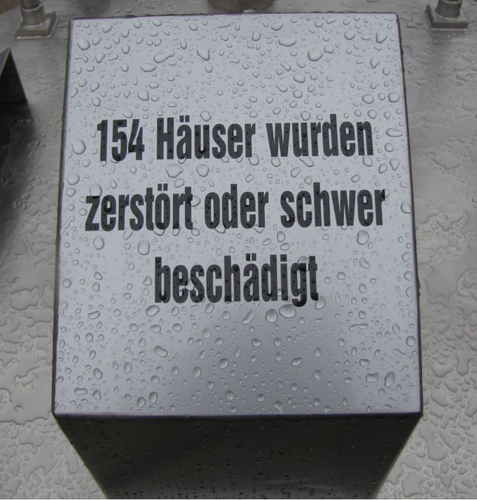 154 Häuser wurden
zerstört oder schwer
beschädigt